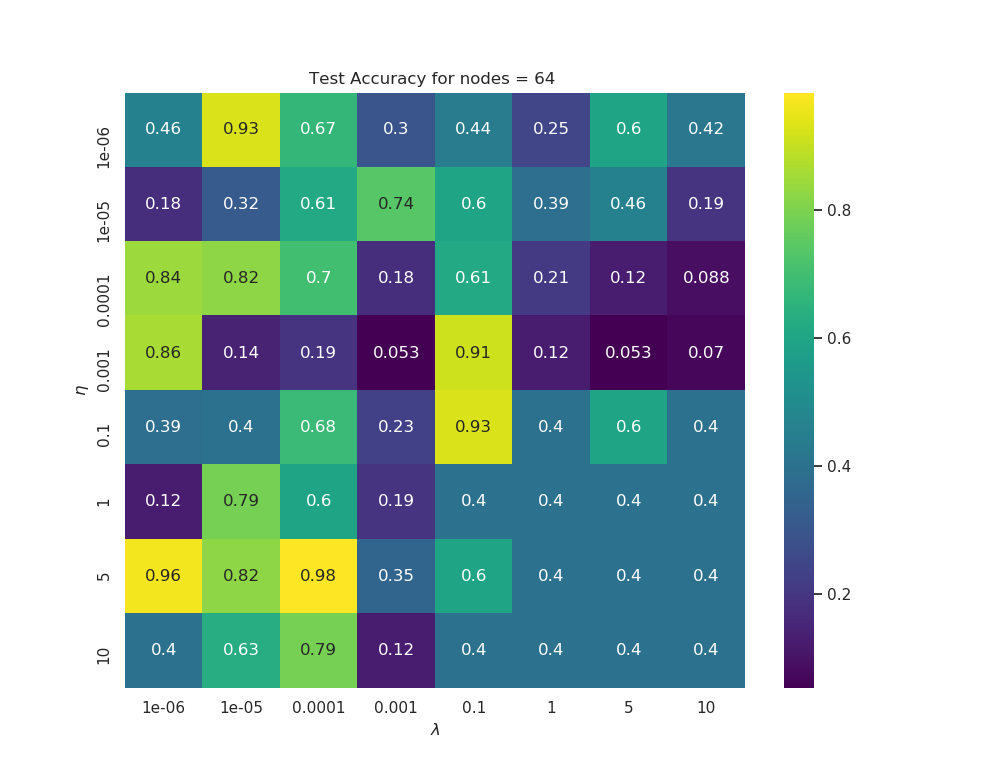 Test Accuracy for nodes = 64
1e-06 0.46 0.93 0.67 0.3 0.44 0.25 0.6 0.42
1e-05 0.18 0.32 0.61 0.74 0.6 0.39 0.46 0.19
0.0001 0.84 0.82 0.7 0.18 0.61 0.21 0.12 0.088
0.001 0.86 0.14 0.19 0.053 0.91 0.12 0.053 0.07
0.1 0.39 0.4 0.68 0.23 0.93 0.4 0.6 0.4
1 0.12 0.79 0.6 0.19 0.4 0.4 0.4 0.4
5 0.96 0.82 0.98 0.35 0.6 0.4 0.4 0.4
10 0.4 0.63 0.79 0.12 0.4 0.4 0.4 0.4
η
1e-06 1e-05 0.0001 0.001 0.1 1 5 10
λ
0.8
0.6
0.4
0.2